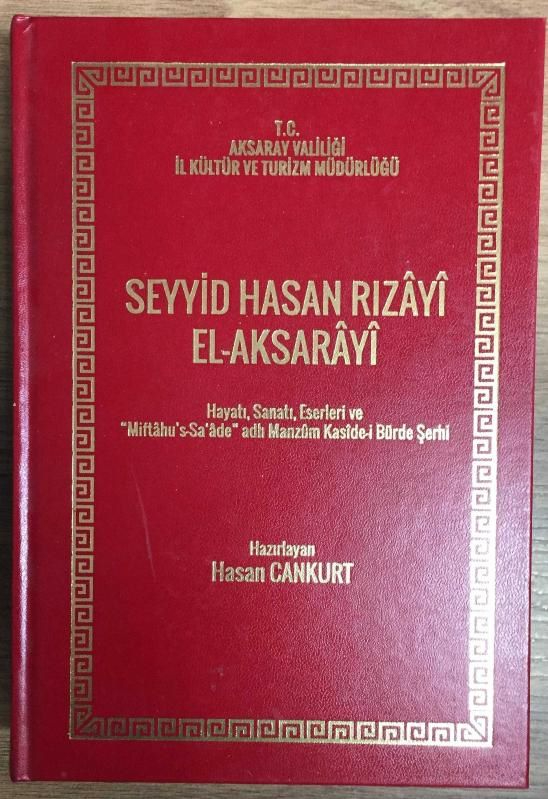 T.C.
AKSARAY VALİLİĞİ
İL KÜLTÜR VE TURİZM MÜDÜRLÜĞÜ
SEYYİD HASAN RIZÂYÎ
EL-AKSARÂYÎ
Hayatı, Sanatı, Eserleri ve
"Miftâhu's-Sa'âde" adlı Manzûm Kasîde-i Bürde Şerhi
Hazırlayan
Hasan CANKURT